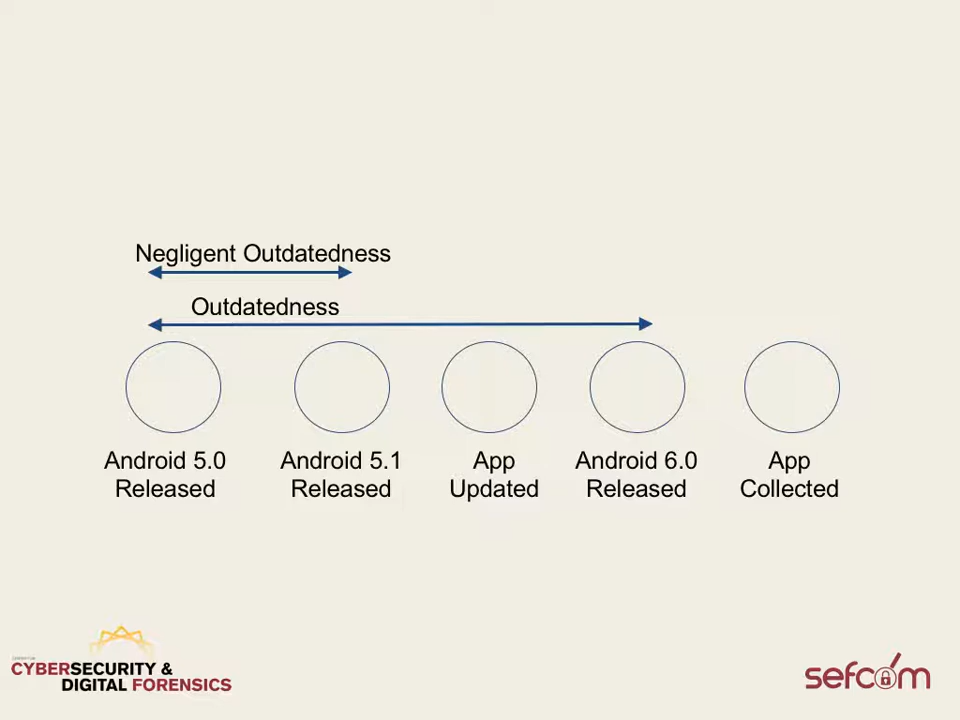 Negligent Outdatedness
Outdatedness
Android 5.0
Released
Android 5.1
Released
App
Updated
Android 6.0
Released
App
Collected
CYBERSECURITY &
DIGITAL FORENSICS
sefcom